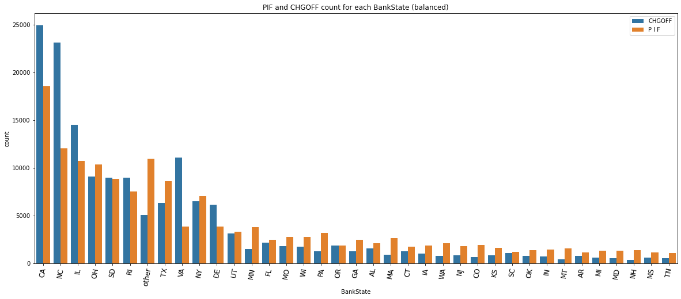 PIF and CHGOFF count for each BankState (balanced)
CHGOFF
P I F
count
25000
20000
15000
10000
5000
0
CA NC IL OH SD RI other TX VA NY DE UT MN FL MO WI PA OR GA AL MA CT IA WA NJ CO KS SC OK IN MT AR MI MD NH MS TN
BankState